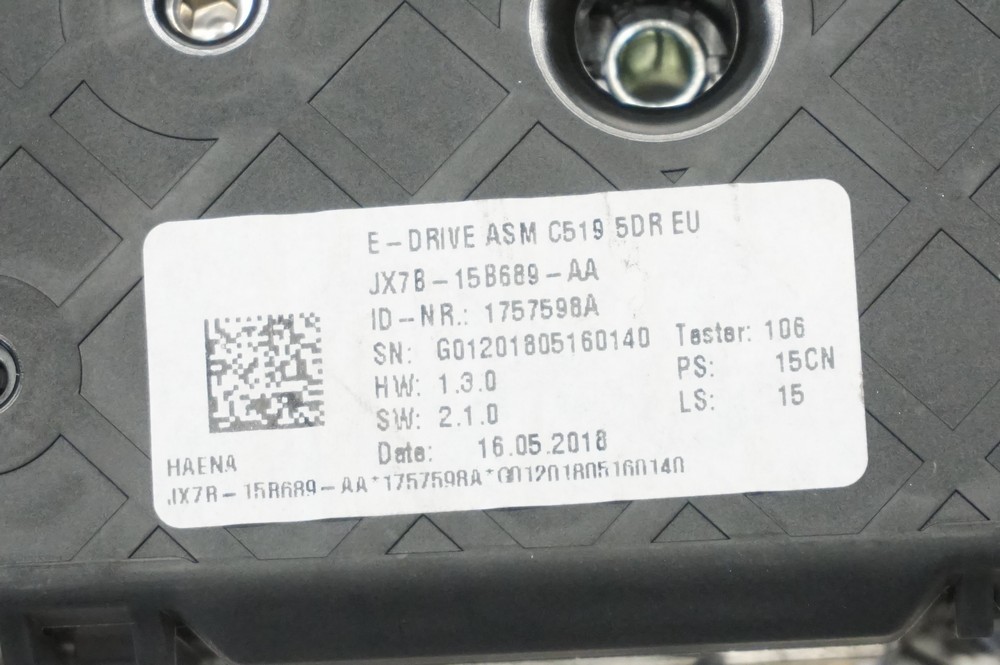 E-DRIVE ASM C519 5DR EU
JX7B-15B689-AA
ID-NR.: 1757598A
SN: G01201805160140 Tester: 106
HW: 1.3.0 PS: 15CN
SW: 2.1.0 LS: 15
Date: 16.05.2018
HAENA
JX7B-15B689-AA*1757598A*G01201805160140